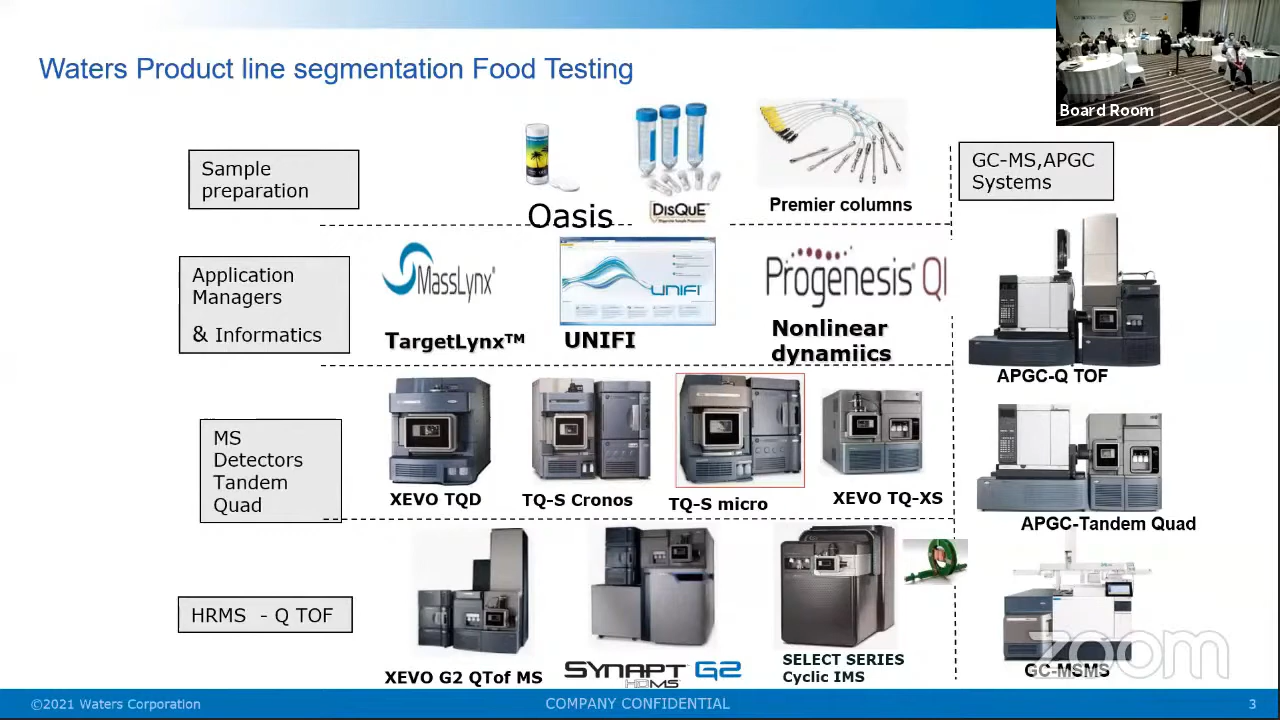 Waters Product line segmentation Food Testing
Board Room
Sample
preparation
Oasis
DisQuE
Premier columns
GC-MS,APGC
Systems
Application
Managers
& Informatics
MassLynx
TargetLynx™
UNIFI
UNIFI
Progenesis QI
Nonlinear
dynamiics
APGC-Q TOF
MS
Detectors
Tandem
Quad
XEVO TQD
TQ-S Cronos
TQ-S micro
XEVO TQ-XS
APGC-Tandem Quad
HRMS - Q TOF
XEVO G2 QTof MS
SYNAPT G2
HDMS
SELECT SERIES
Cyclic IMS
GC-MSMS
zoom
©2021 Waters Corporation
COMPANY CONFIDENTIAL
3